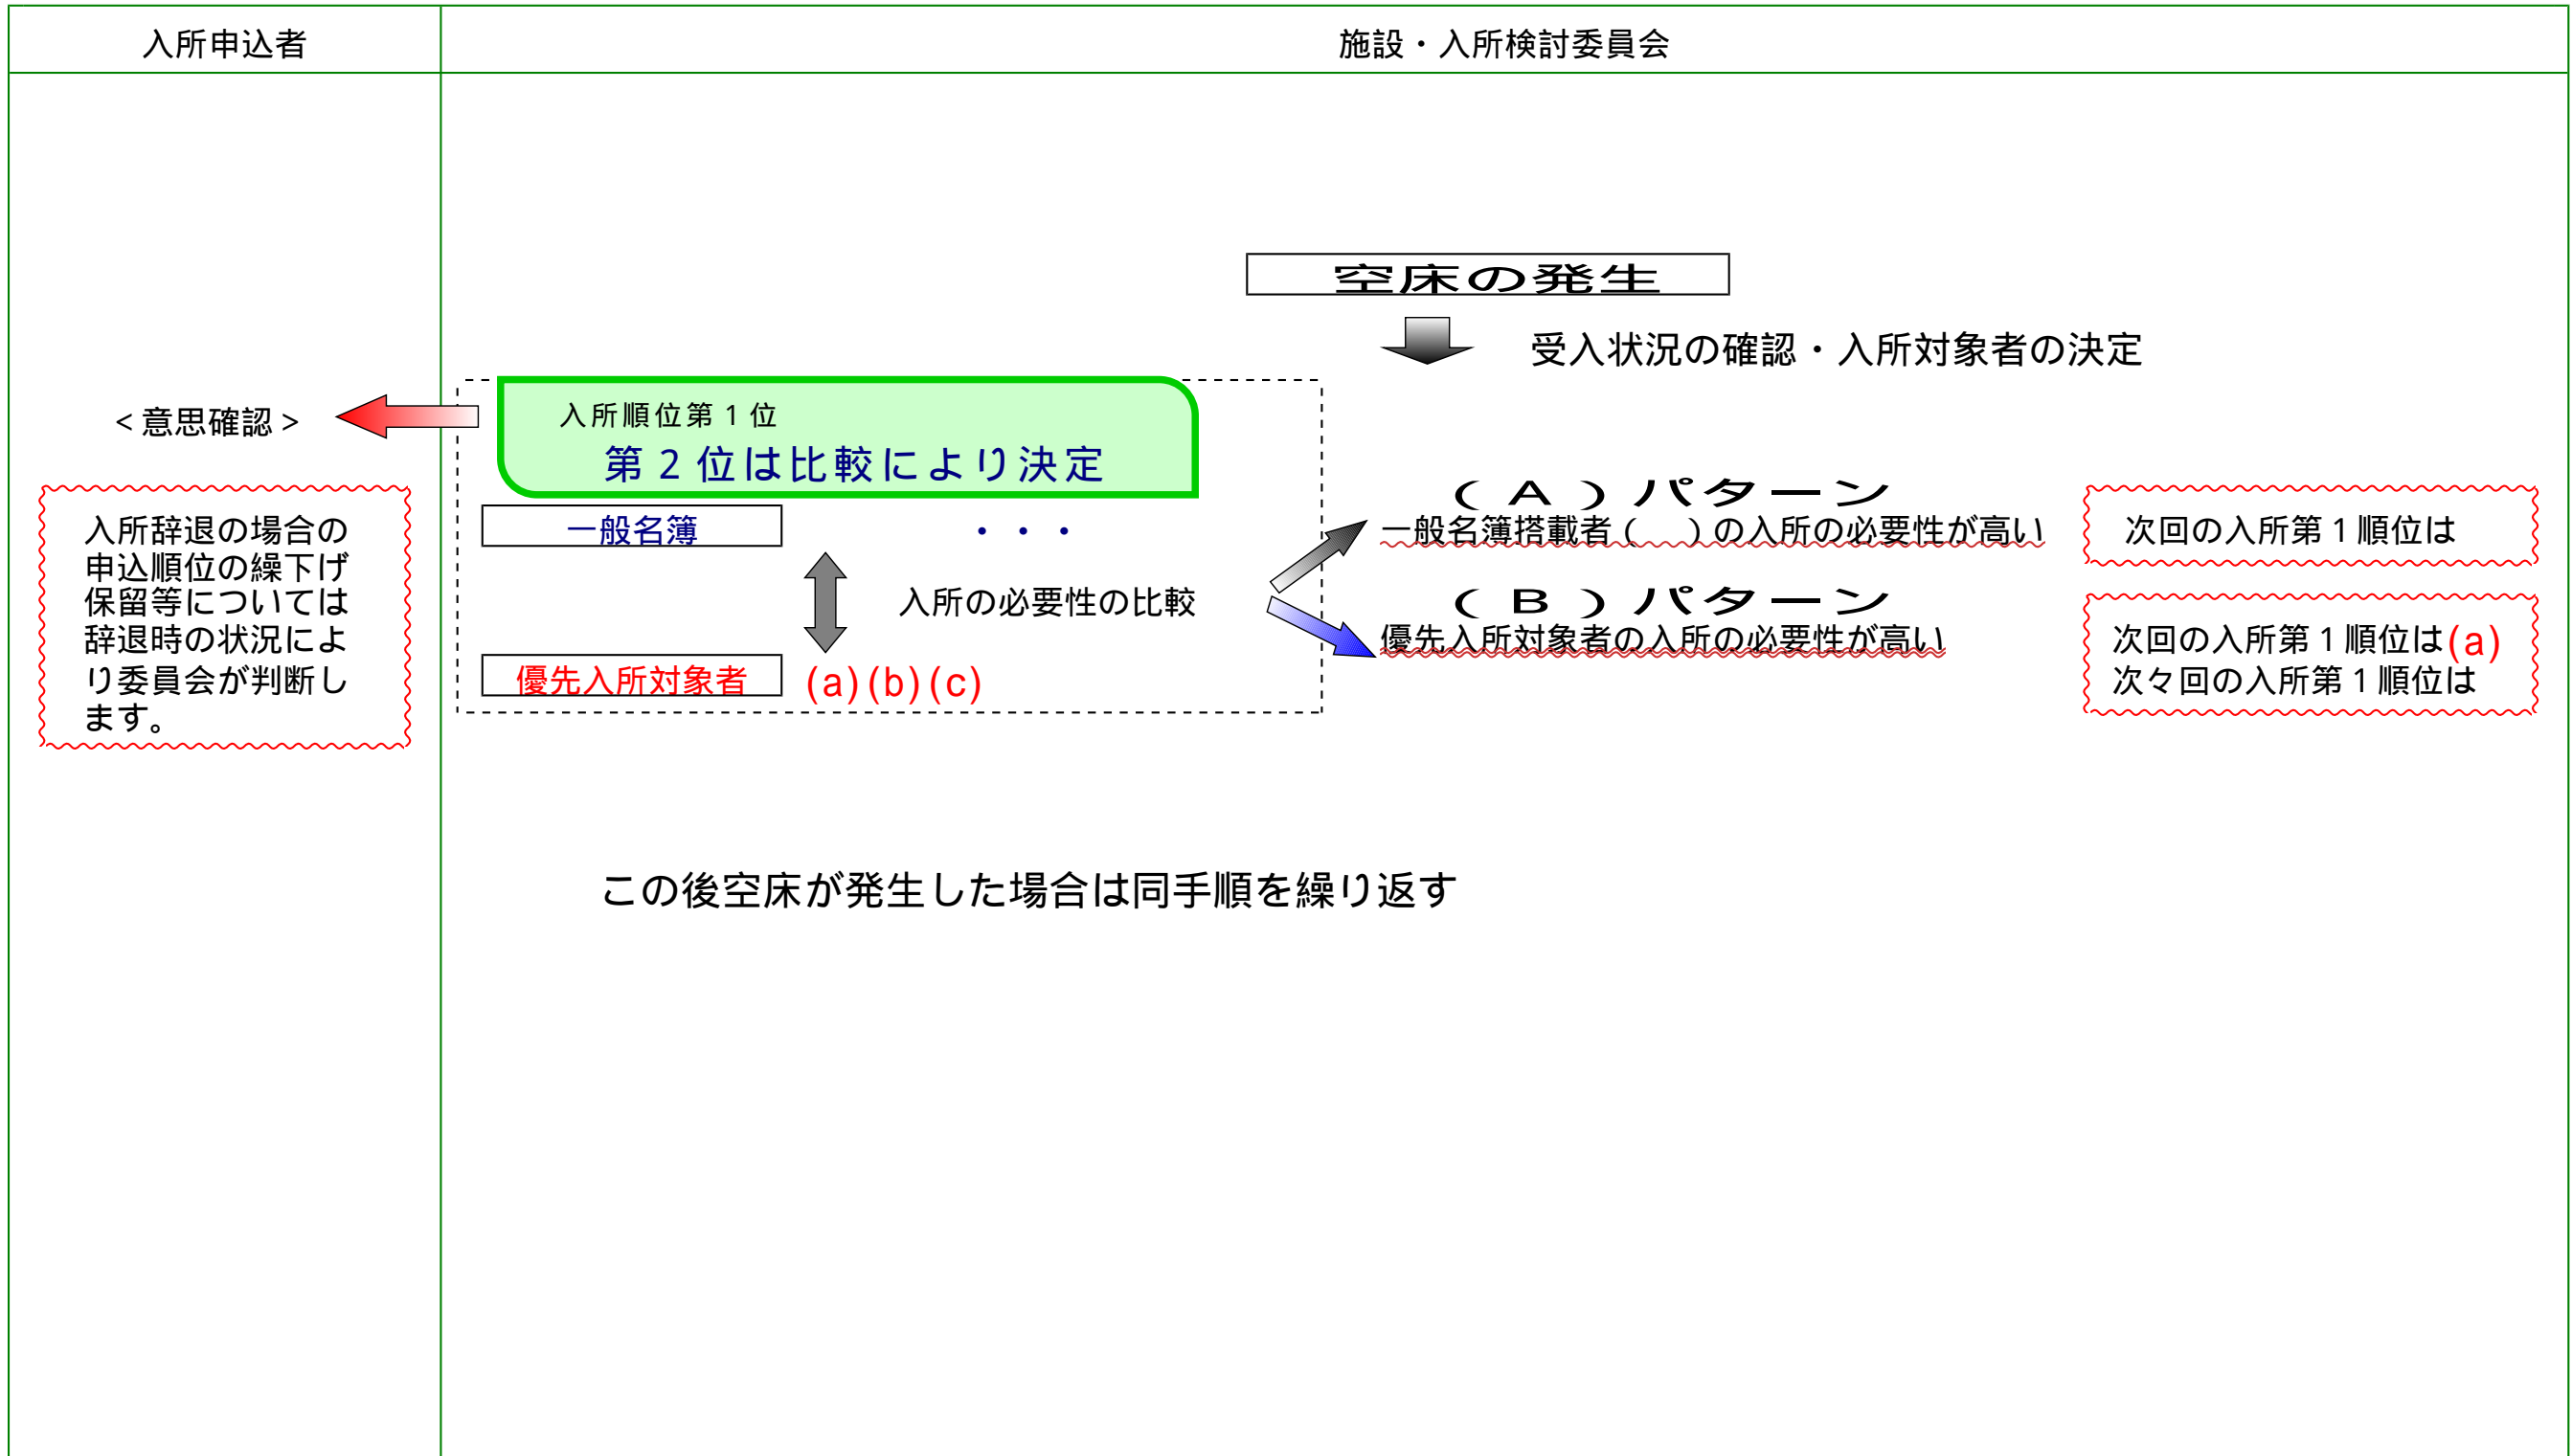 入所申込者
施設・入所検討委員会
空床の発生
受入状況の確認・入所対象者の決定
<意思確認>
入所順位第1位
第2位は比較により決定
一般名簿 ・・・
入所の必要性の比較
優先入所対象者 (a)(b)(c)
(A)パターン
一般名簿搭載者( )の入所の必要性が高い
次回の入所第1順位は
(B)パターン
優先入所対象者の入所の必要性が高い
次回の入所第1順位は(a)
次々回の入所第1順位は
入所辞退の場合の
申込順位の繰下げ
保留等については
辞退時の状況によ
り委員会が判断し
ます。
この後空床が発生した場合は同手順を繰り返す